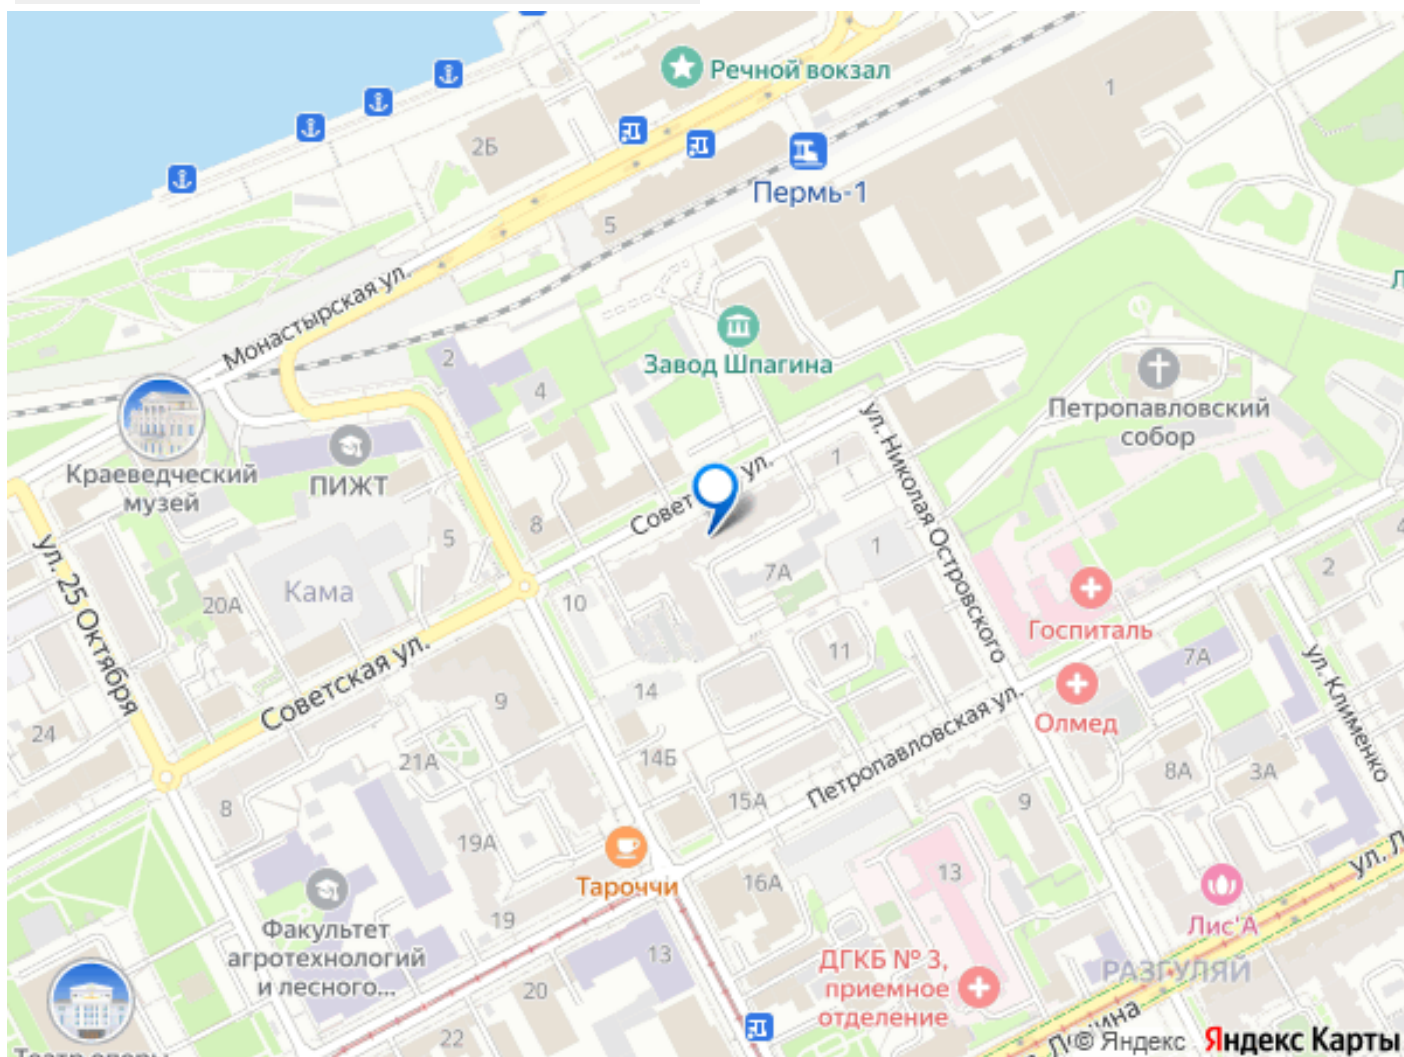 Речной вокзал
1
2Б
Пермь-1
5
Монастырская ул.
2
Завод Шпагина
4
ул. Николая Островского
Петропавловский
собор
Краеведческий
музей
ПИЖТ
1
Совет
ул.
8
5
1
ул. 25 Октября
Кама
20А
7А
10
2
Госпиталь
11
7А
ул. Клименко
Советская ул.
9
14
Олмед
24
21А
14Б
Петропавловская ул.
8А
3А
8
15А
9
19А
Тароччи
16А
13
ул. Л
Лис'А
19
Факультет
агротехнологий
и лесного...
13
ДГКБ № 3,
приемное
отделение
РАЗГУЛЯЙ
20
22
© Яндекс
Яндекс Карты